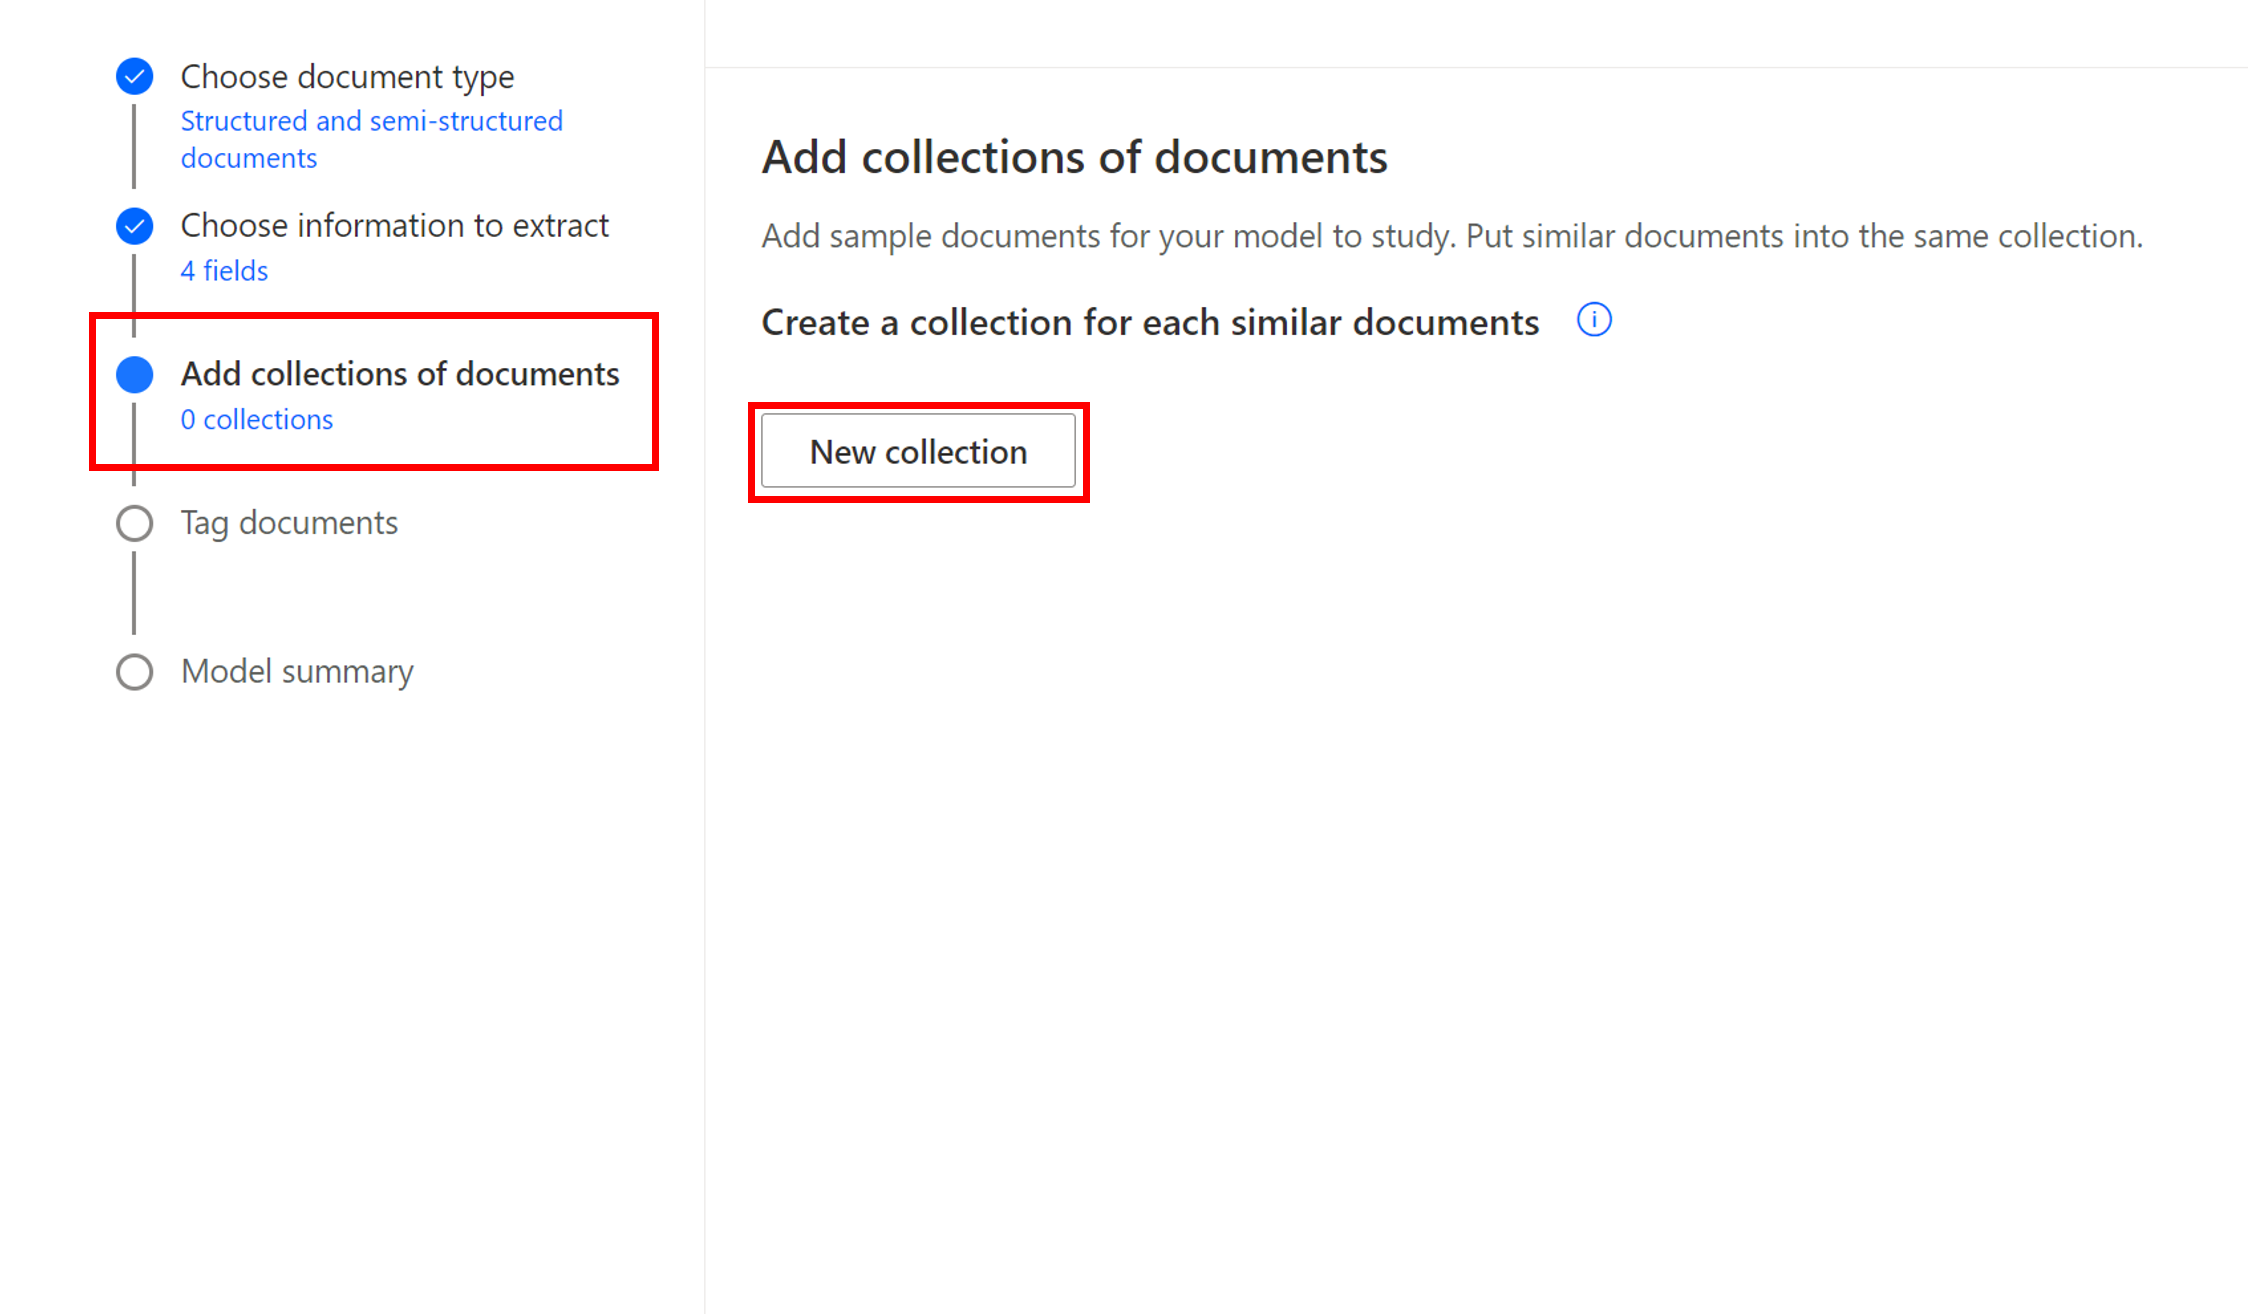 Choose document type
Structured and semi-structured
documents
Choose information to extract
4 fields
Add collections of documents
0 collections
Tag documents
Model summary
Add collections of documents
Add sample documents for your model to study. Put similar documents into the same collection.
Create a collection for each similar documents
New collection